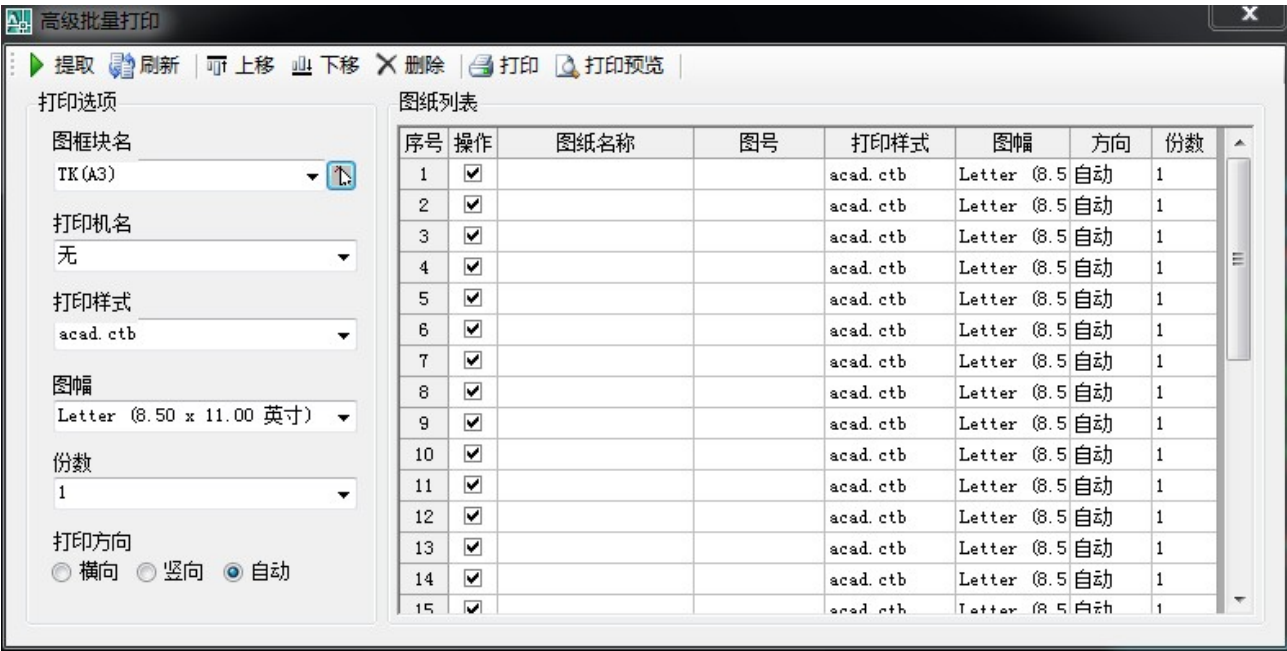 高级批量打印
提取 刷新 上移 下移 删除 打印 打印预览
打印选项
图框块名
TK(A3)
打印机名
无
打印样式
acad.ctb
图幅
Letter (8.50 x 11.00 英寸)
份数
1
打印方向
横向 竖向 自动
图纸列表
序号 操作 图纸名称 图号 打印样式 图幅 方向 份数
1 acad.ctb Letter (8.5 自动 1
2 acad.ctb Letter (8.5 自动 1
3 acad.ctb Letter (8.5 自动 1
4 acad.ctb Letter (8.5 自动 1
5 acad.ctb Letter (8.5 自动 1
6 acad.ctb Letter (8.5 自动 1
7 acad.ctb Letter (8.5 自动 1
8 acad.ctb Letter (8.5 自动 1
9 acad.ctb Letter (8.5 自动 1
10 acad.ctb Letter (8.5 自动 1
11 acad.ctb Letter (8.5 自动 1
12 acad.ctb Letter (8.5 自动 1
13 acad.ctb Letter (8.5 自动 1
14 acad.ctb Letter (8.5 自动 1
15 acad.ctb Letter (8.5 自动 1